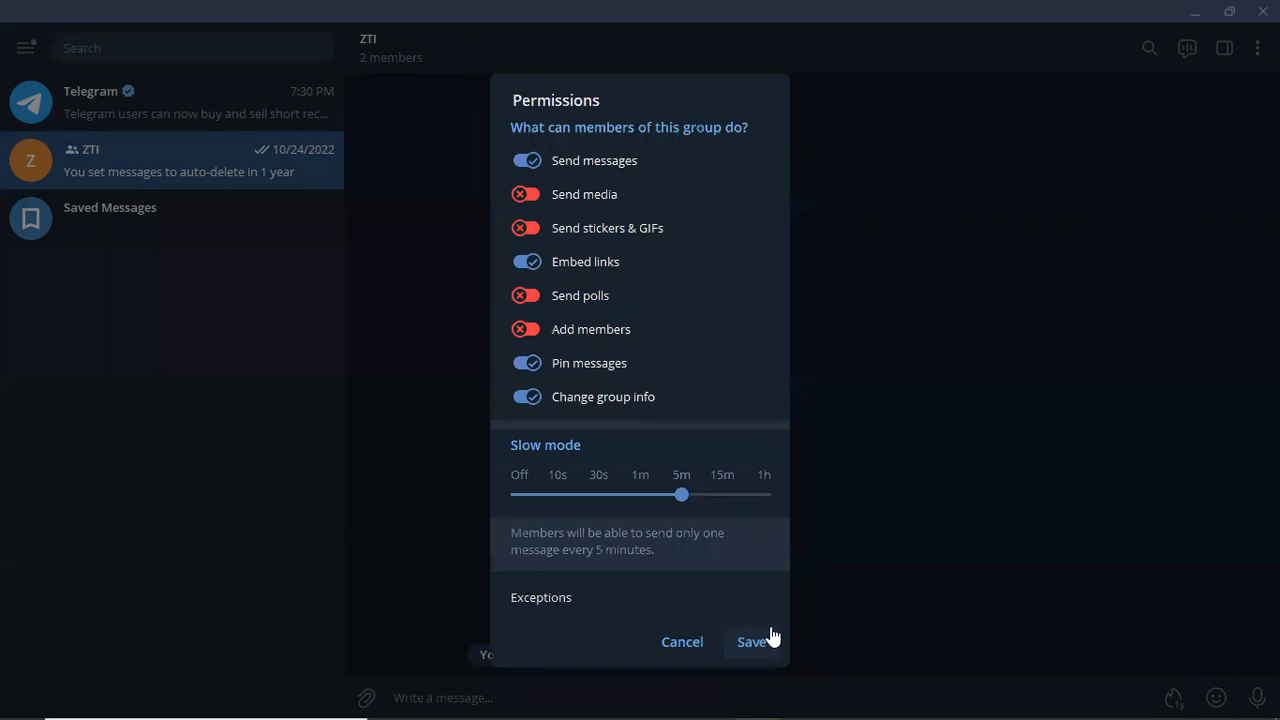 Search
ZTI
2 members
Telegram 7:30 PM
Telegram users can now buy and sell short rec...
Z
ZTI 10/24/2022
You set messages to auto-delete in 1 year
Saved Messages
Permissions
What can members of this group do?
Send messages
Send media
Send stickers & GIFs
Embed links
Send polls
Add members
Pin messages
Change group info
Slow mode
Off 10s 30s 1m 5m 15m 1h
Members will be able to send only one
message every 5 minutes.
Exceptions
Cancel Save
Write a message...
1y